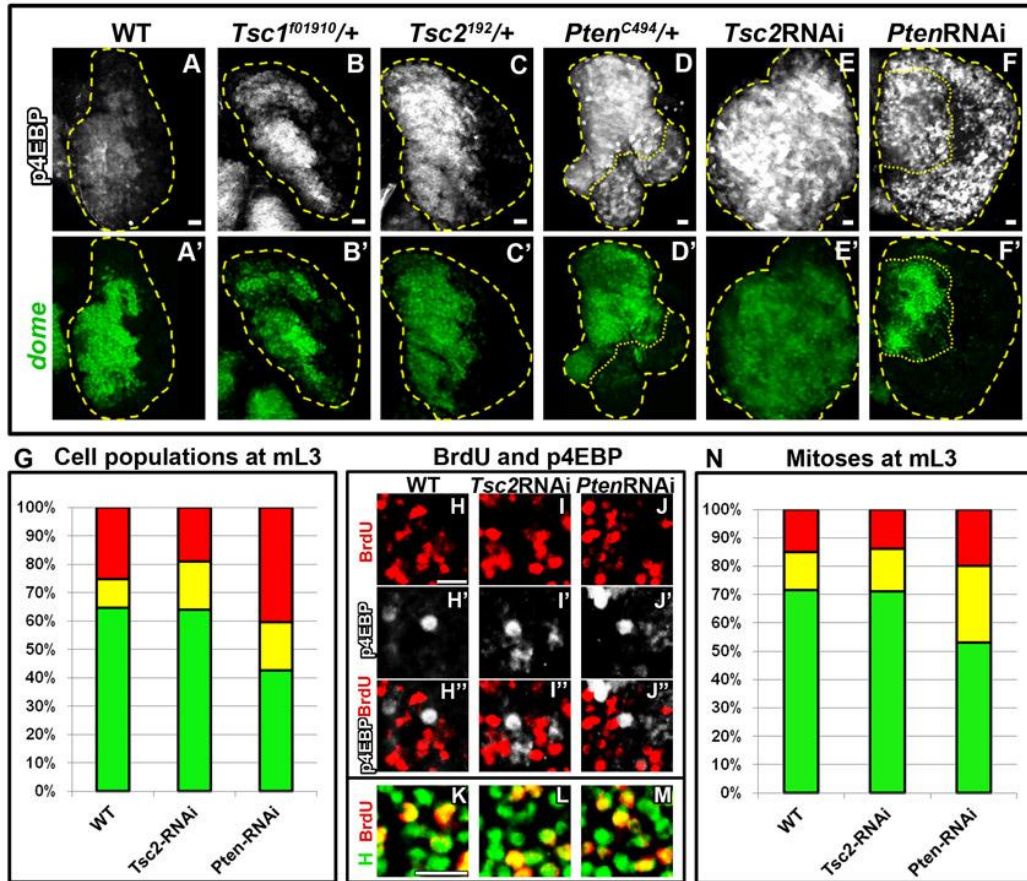 WT Tsc1f01910/+ Tsc2192/+ PtenC494/+ Tsc2RNAi PtenRNAi
p4EBP A B C D E F
dome A' B' C' D' E' F'
G Cell populations at mL3
100%
90%
80%
70%
60%
50%
40%
30%
20%
10%
0%
WT Tsc2-RNAi Pten-RNAi
BrdU and p4EBP
WT Tsc2RNAi PtenRNAi
BrdU H I J
p4EBP H' I' J'
p4EBP BrdU H'' I'' J''
H BrdU K L M
N Mitoses at mL3
100%
90%
80%
70%
60%
50%
40%
30%
20%
10%
0%
WT Tsc2-RNAi Pten-RNAi